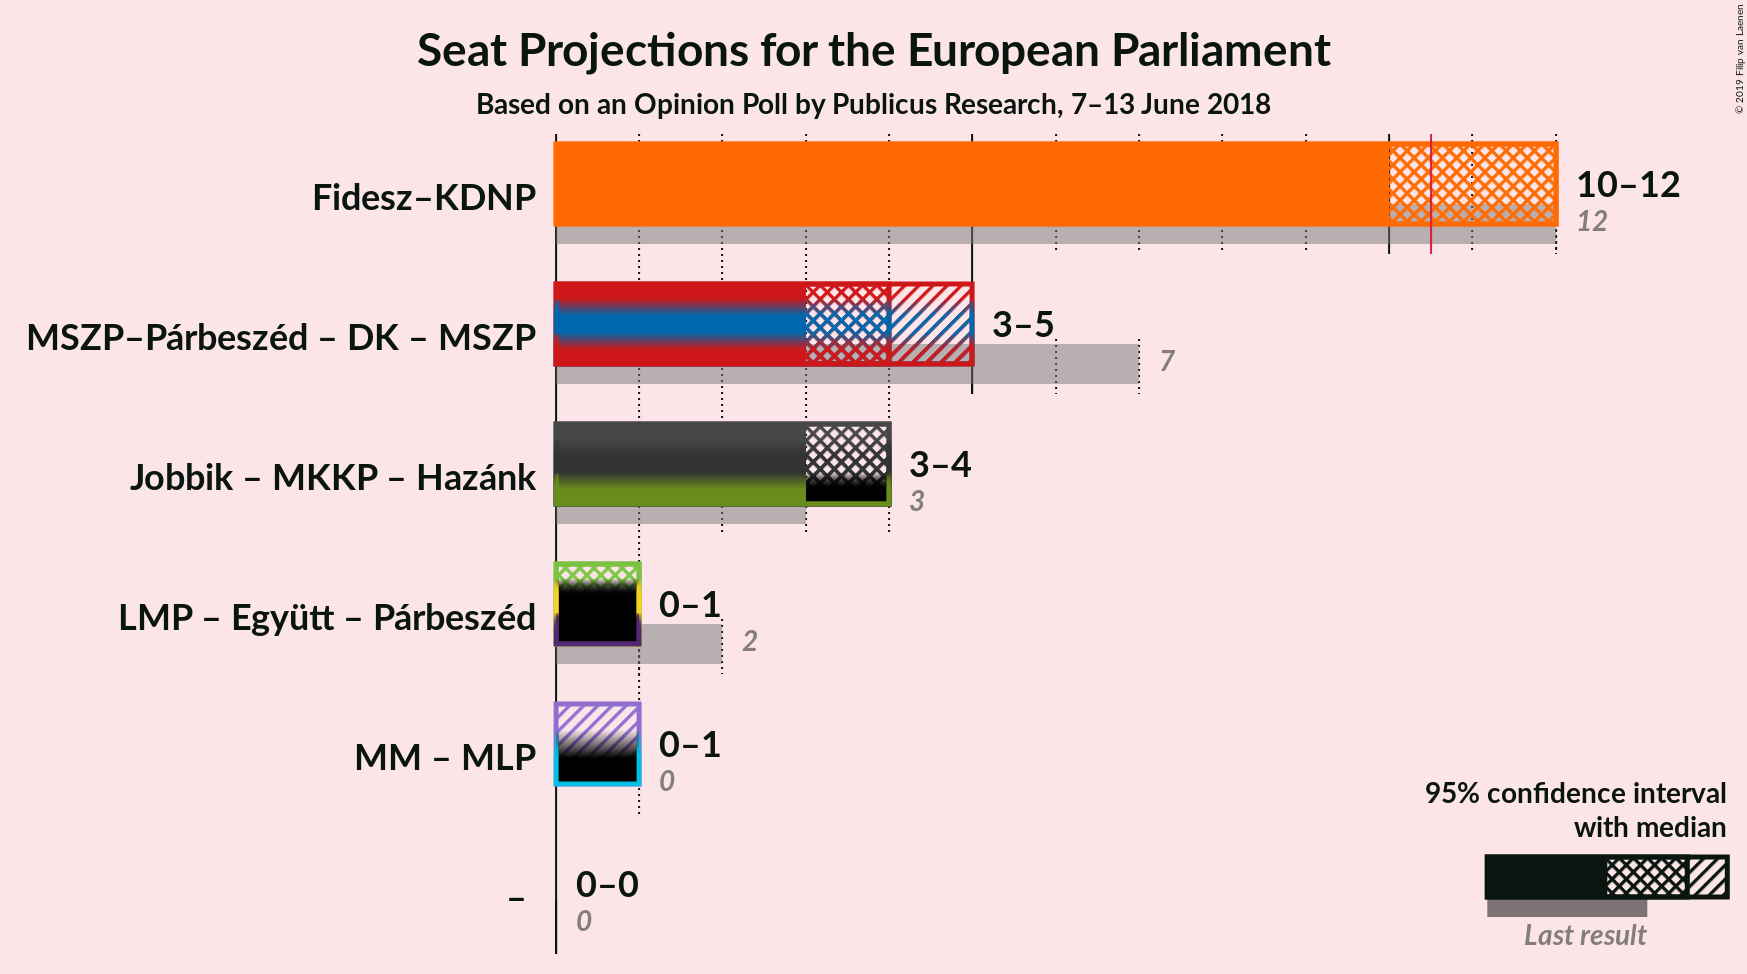 Seat Projections for the European Parliament
Based on an Opinion Poll by Publicus Research, 7–13 June 2018
© 2019 Filip van Laenen
Fidesz–KDNP
10–12
12
MSZP–Párbeszéd – DK – MSZP
3–5
7
Jobbik – MKKP – Hazánk
3–4
3
LMP – Együtt – Párbeszéd
0–1
2
MM – MLP
0–1
0
–
0–0
0
95% confidence interval
with median
Last result